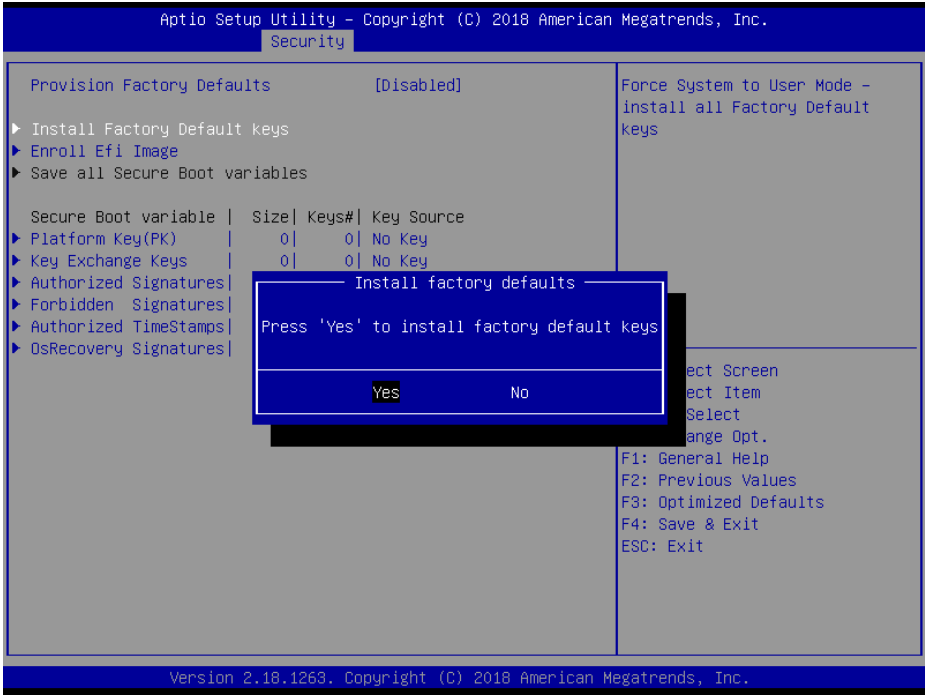 Aptio Setup Utility – Copyright (C) 2018 American Megatrends, Inc.
Security
Provision Factory Defaults [Disabled]
Install Factory Default keys
Enroll Efi Image
Save all Secure Boot variables
Secure Boot variable | Size| Keys#| Key Source
Platform Key(PK) | 0| 0| No Key
Key Exchange Keys | 0| 0| No Key
Authorized Signatures|
Forbidden Signatures|
Authorized TimeStamps|
OsRecovery Signatures|
Install factory defaults
Press 'Yes' to install factory default keys
Yes No
Force System to User Mode –
install all Factory Default
keys
Screen
Item
Select
Opt.
F1: General Help
F2: Previous Values
F3: Optimized Defaults
F4: Save & Exit
ESC: Exit
Version 2.18.1263. Copyright (C) 2018 American Megatrends, Inc.